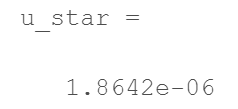 u_star =
1.8642e-06